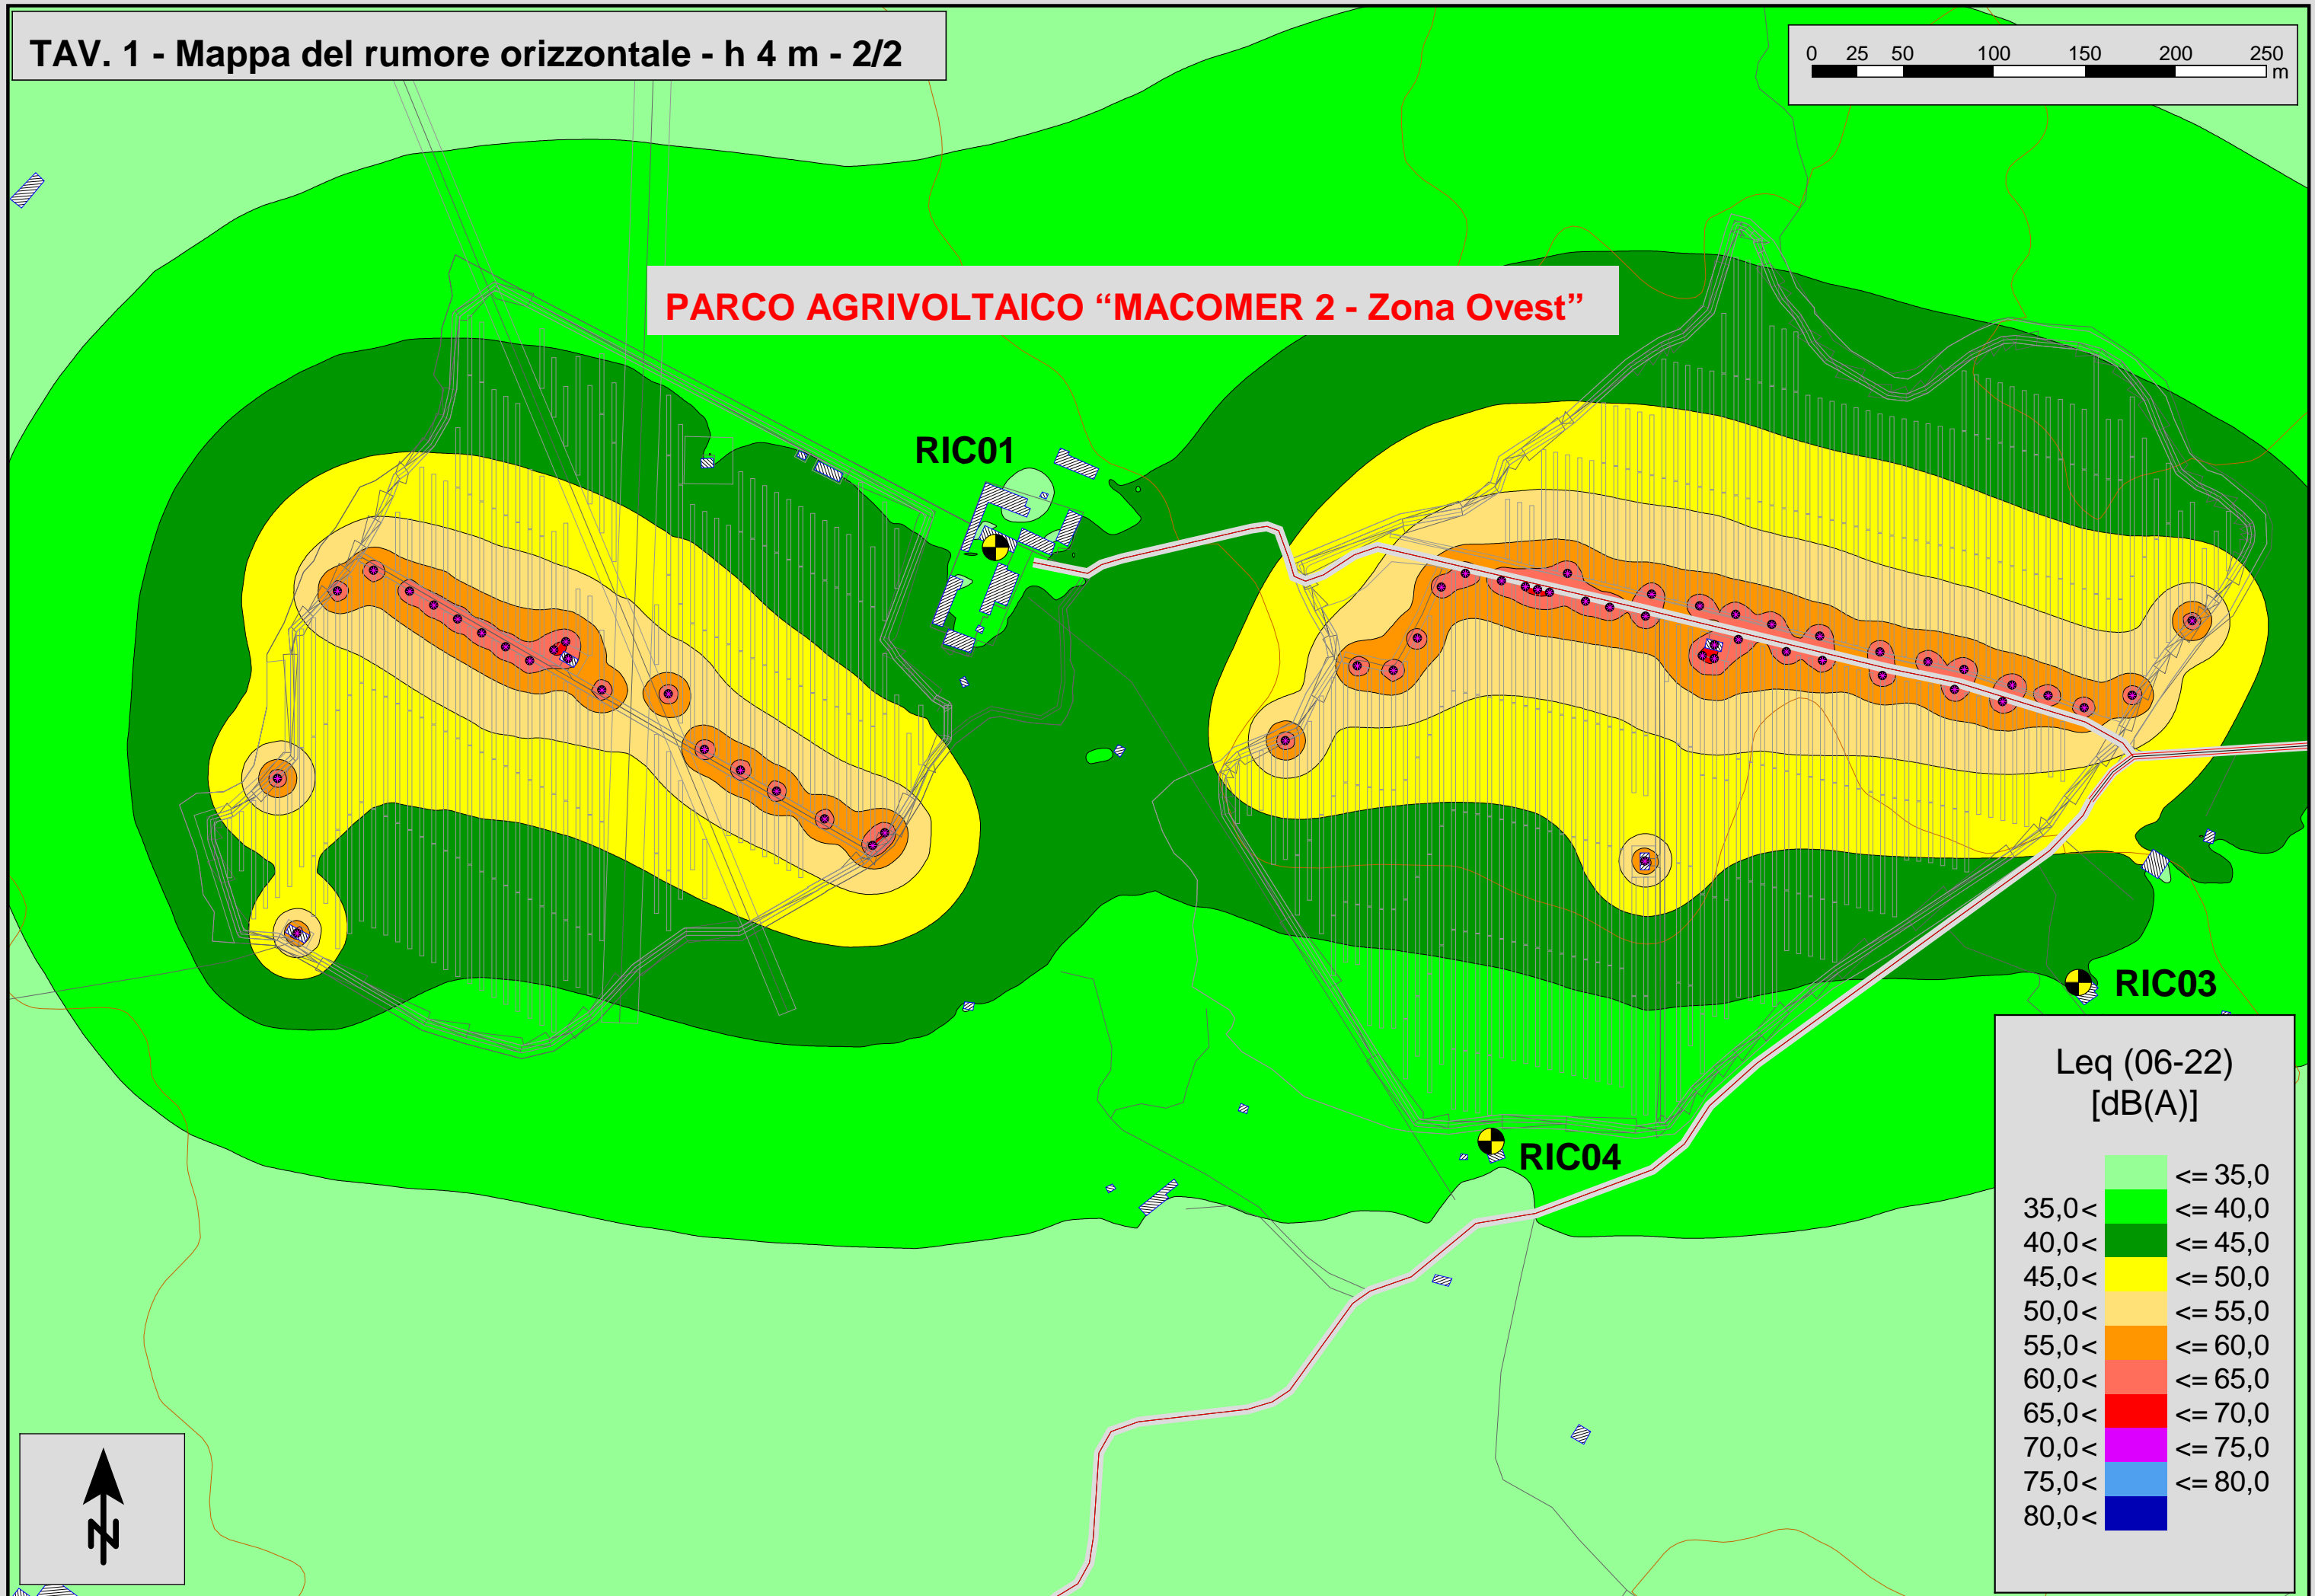 TAV. 1 - Mappa del rumore orizzontale - h 4 m - 2/2
0 25 50 100 150 200 250
m
PARCO AGRIVOLTAICO “MACOMER 2 - Zona Ovest”
RIC01
RIC03
RIC04
Leq (06-22)
[dB(A)]
<= 35,0
35,0< <= 40,0
40,0< <= 45,0
45,0< <= 50,0
50,0< <= 55,0
55,0< <= 60,0
60,0< <= 65,0
65,0< <= 70,0
70,0< <= 75,0
75,0< <= 80,0
80,0<
N